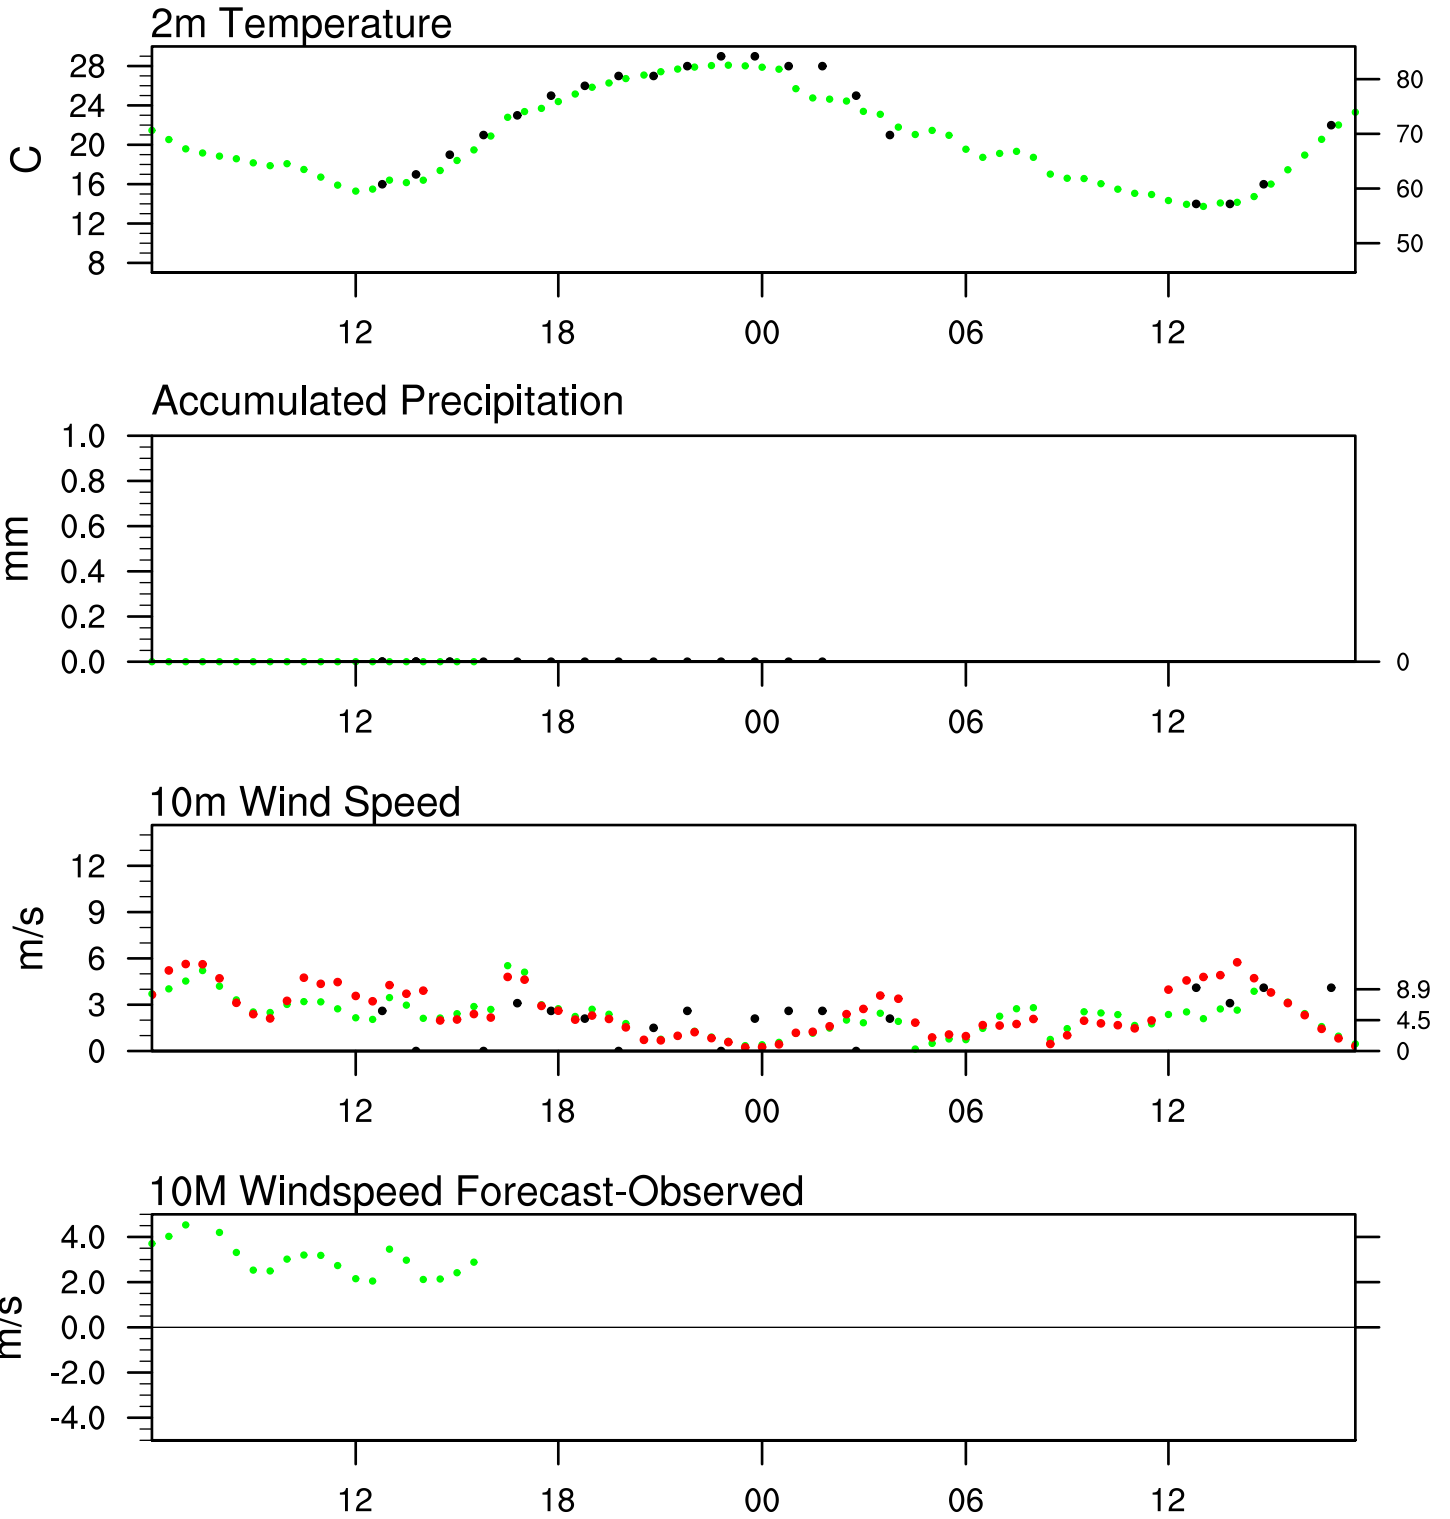 2m Temperature
28
24
20
16
12
8
C
80
70
60
50
12 18 00 06 12
Accumulated Precipitation
1.0
0.8
0.6
0.4
0.2
0.0
mm
0
12 18 00 06 12
10m Wind Speed
12
9
6
3
0
m/s
8.9
4.5
0
12 18 00 06 12
10M Windspeed Forecast-Observed
4.0
2.0
0.0
-2.0
-4.0
m/s
12 18 00 06 12